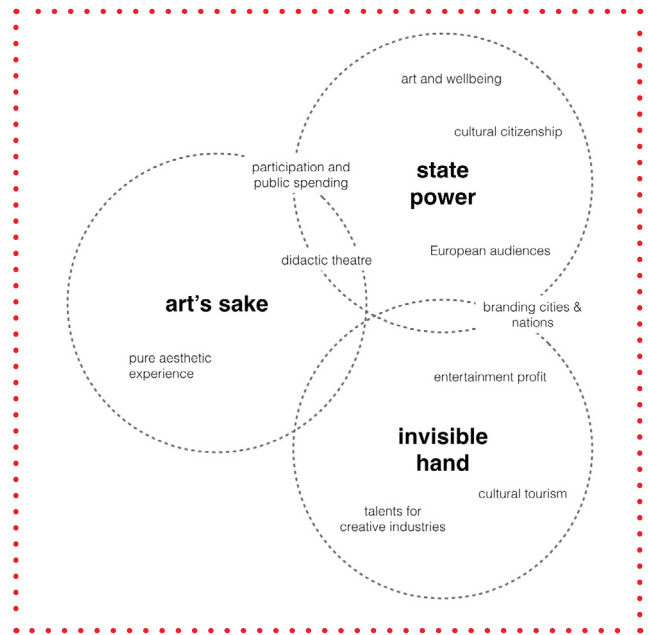 art and wellbeing
cultural citizenship
participation and
public spending
state
power
European audiences
didactic theatre
art's sake
branding cities &
nations
pure aesthetic
experience
entertainment profit
invisible
hand
cultural tourism
talents for
creative industries